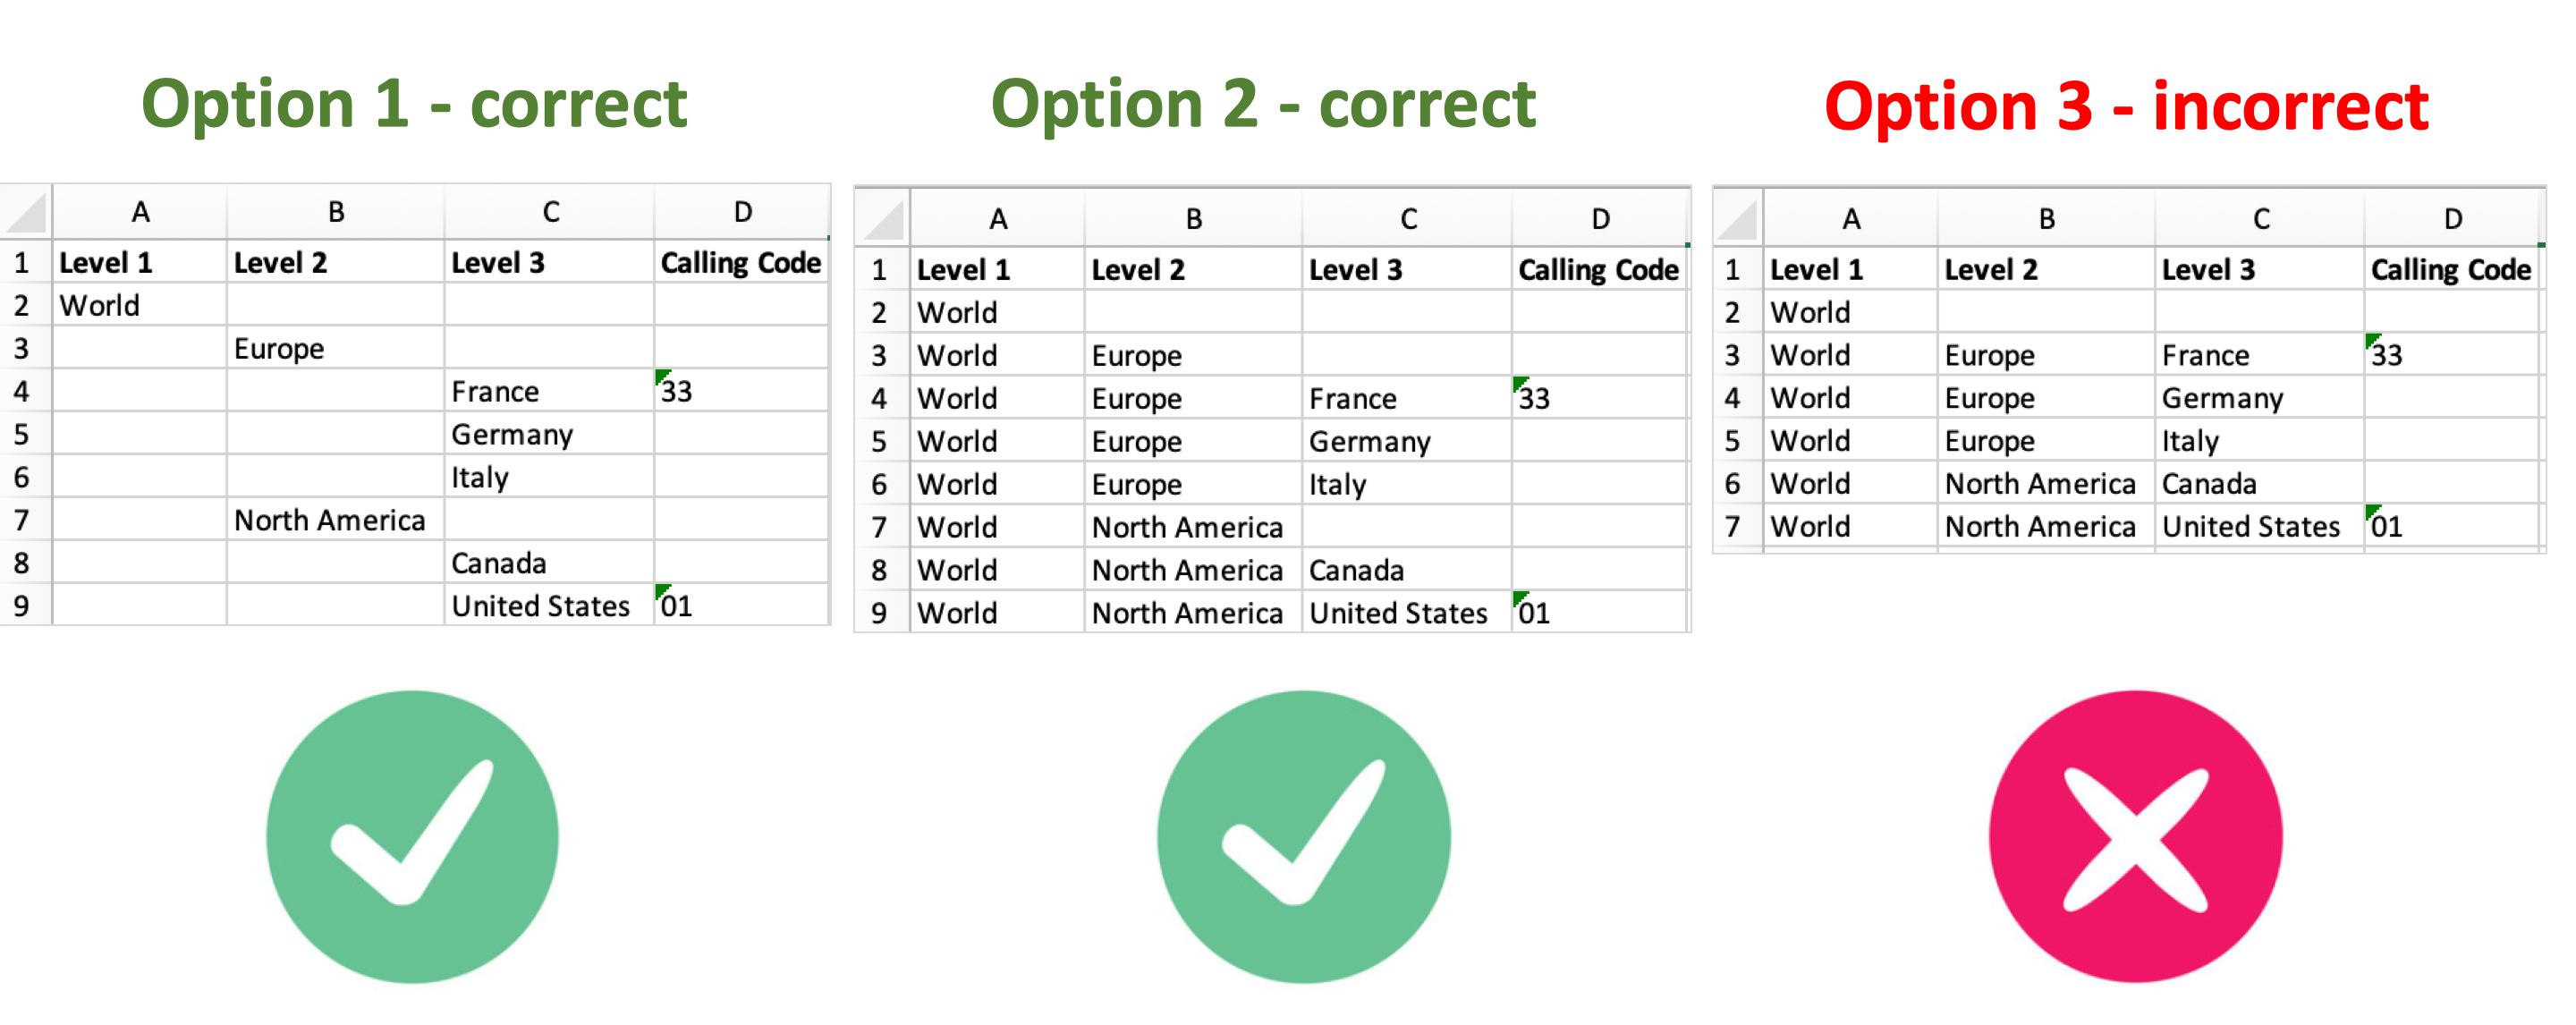 Option 1 - correct
A B C D
1 Level 1 Level 2 Level 3 Calling Code
2 World
3 Europe
4 France 33
5 Germany
6 Italy
7 North America
8 Canada
9 United States 01
Option 2 - correct
A B C D
1 Level 1 Level 2 Level 3 Calling Code
2 World
3 World Europe
4 World Europe France 33
5 World Europe Germany
6 World Europe Italy
7 World North America
8 World North America Canada
9 World North America United States 01
Option 3 - incorrect
A B C D
1 Level 1 Level 2 Level 3 Calling Code
2 World
3 World Europe France 33
4 World Europe Germany
5 World Europe Italy
6 World North America Canada
7 World North America United States 01